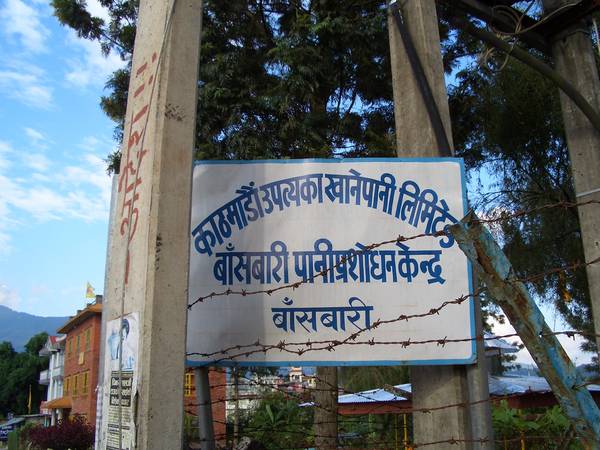 काठमाडौं उपत्यका खानेपानी लिमिटेड
बाँसबारी पानी प्रशोधन केन्द्र
बाँसबारी